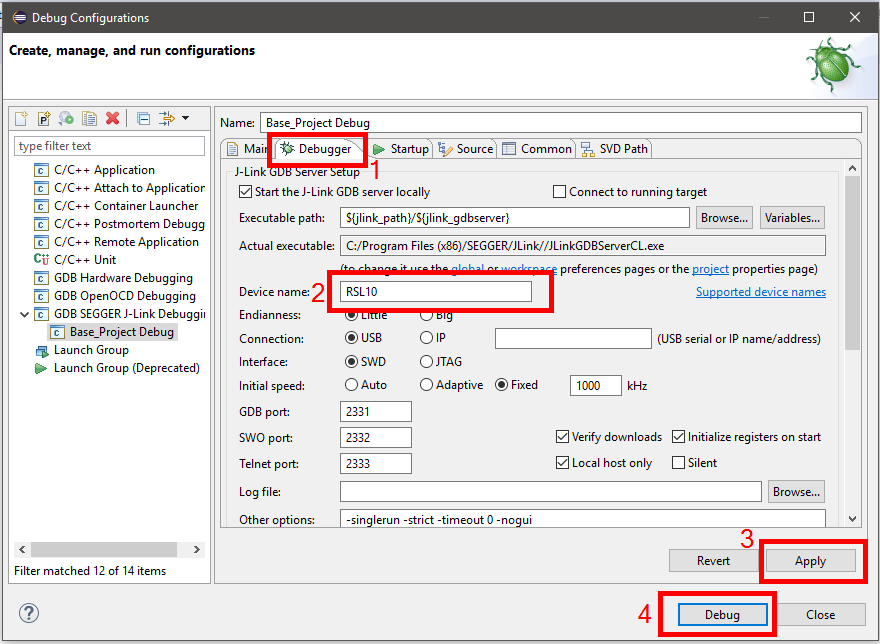 Debug Configurations
Create, manage, and run configurations
type filter text
C/C++ Application
C/C++ Attach to Application
C/C++ Container Launcher
C/C++ Postmortem Debugg
C/C++ Remote Application
C/C++ Unit
GDB Hardware Debugging
GDB OpenOCD Debugging
GDB SEGGER J-Link Debuggin
Base_Project Debug
Launch Group
Launch Group (Deprecated)
Filter matched 12 of 14 items
Name: Base_Project Debug
Main Debugger Startup Source Common SVD Path
1
J-Link GDB Server Setup
Start the J-Link GDB server locally Connect to running target
Executable path: ${jlink_path}/${jlink_gdbserver} Browse... Variables...
Actual executable: C:/Program Files (x86)/SEGGER/JLink//JLinkGDBServerCL.exe
(to change it use the global or workspace preferences pages or the project properties page)
Device name: 2 RSL10 Supported device names
Endianness: Little Big
Connection: USB IP (USB serial or IP name/address)
Interface: SWD JTAG
Initial speed: Auto Adaptive Fixed 1000 kHz
GDB port: 2331
SWO port: 2332 Verify downloads Initialize registers on start
Telnet port: 2333 Local host only Silent
Log file: Browse...
Other options: -singlerun -strict -timeout 0 -nogui
3
Revert Apply
4 Debug Close